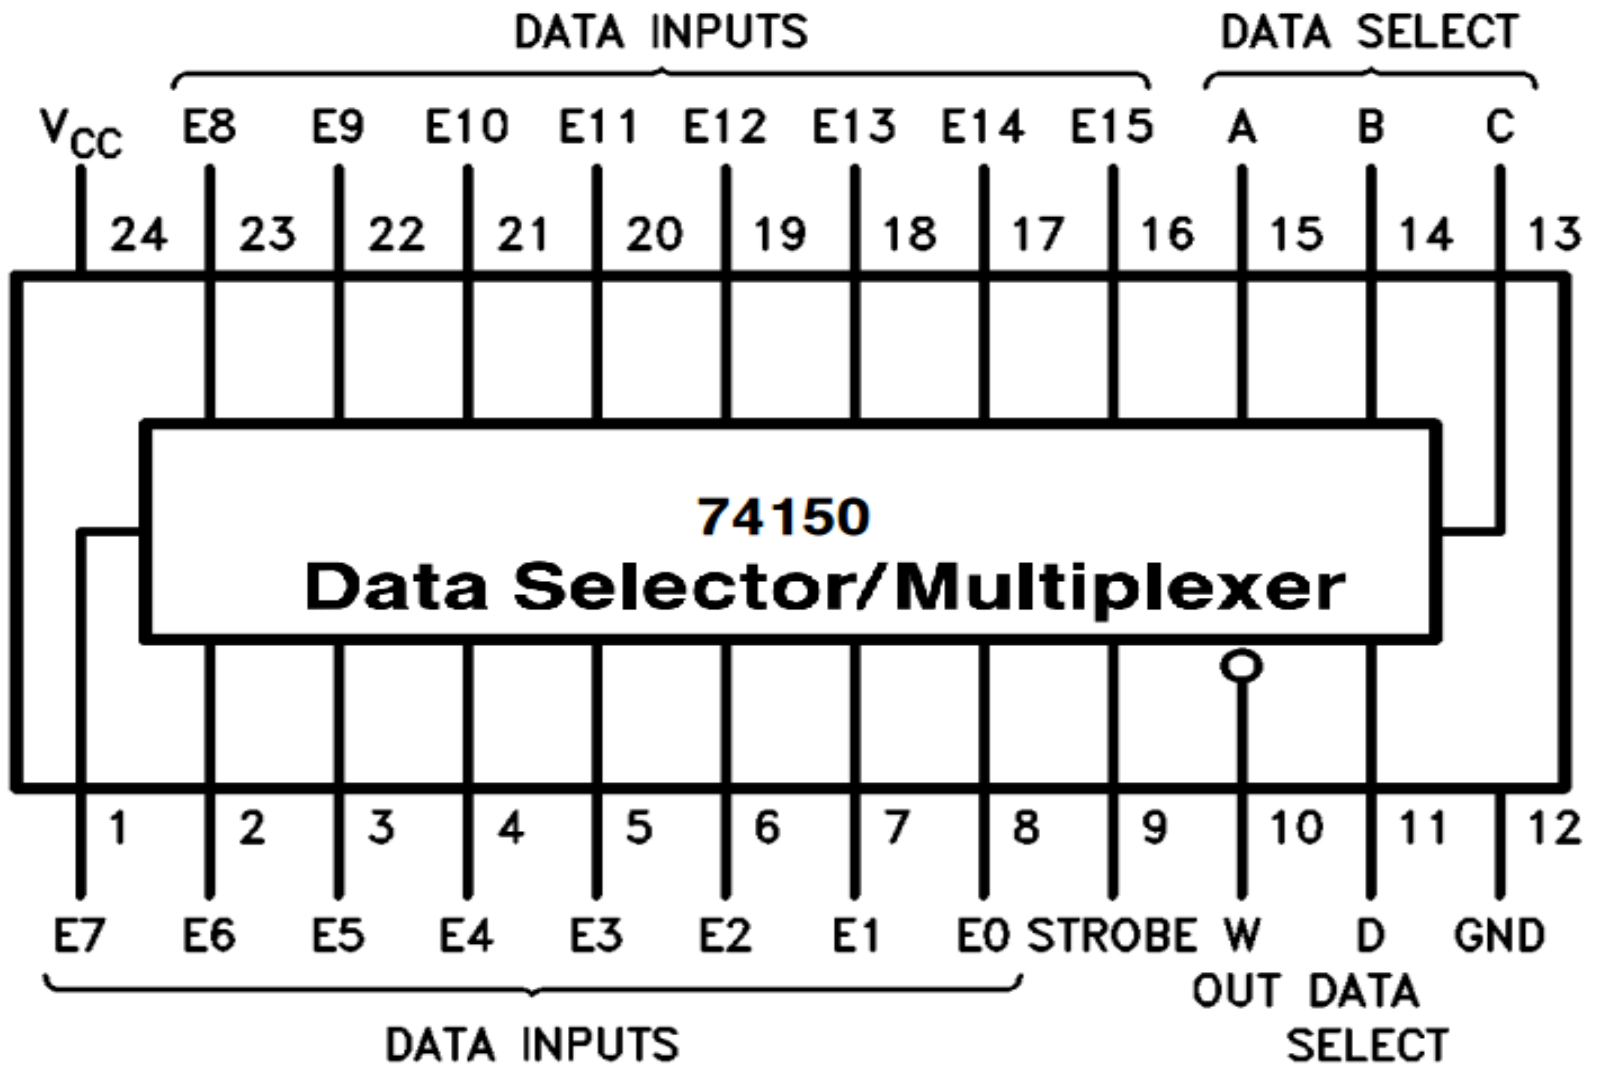 DATA INPUTS DATA SELECT
VCC E8 E9 E10 E11 E12 E13 E14 E15 A B C
24 23 22 21 20 19 18 17 16 15 14 13
74150
Data Selector/Multiplexer
1 2 3 4 5 6 7 8 9 10 11 12
E7 E6 E5 E4 E3 E2 E1 E0 STROBE W D GND
OUT DATA
DATA INPUTS SELECT